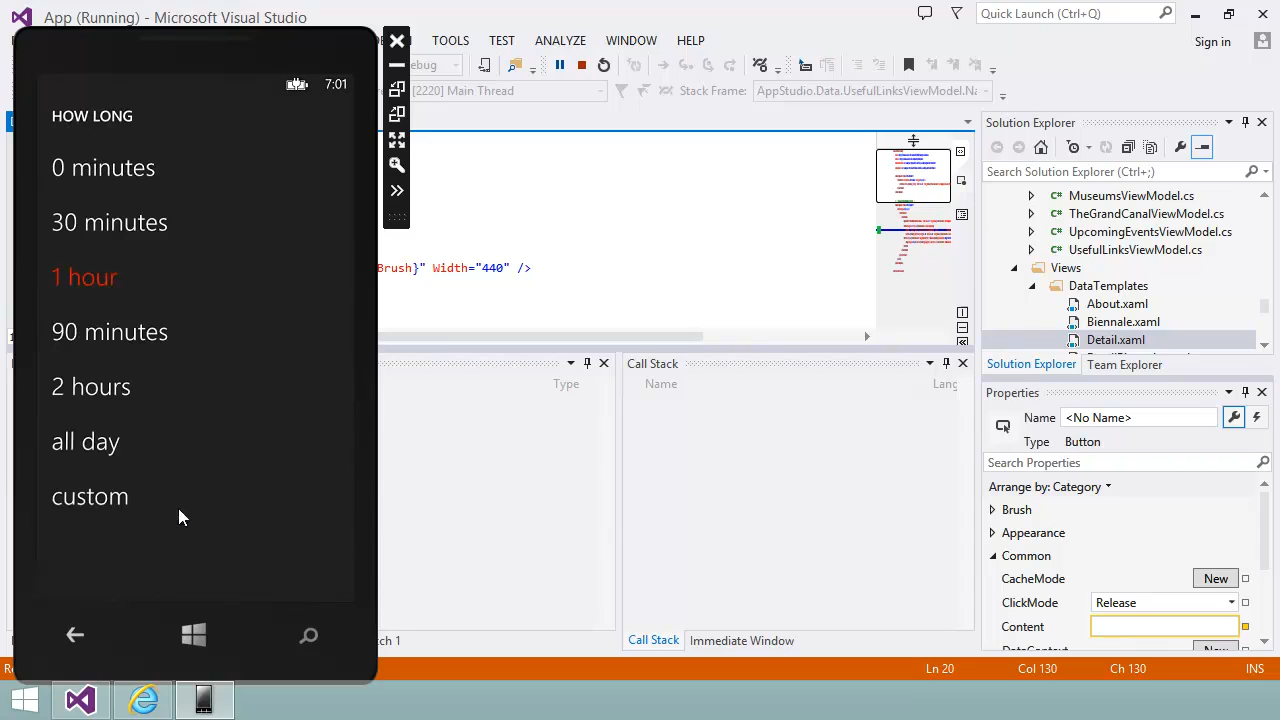 App (Running) - Microsoft Visual Studio
Quick Launch (Ctrl+Q)
TOOLS TEST ANALYZE WINDOW HELP
Sign in
[2220] Main Thread
Stack Frame:
AppStudio.Data.UsefulLinksViewModel.Na
7:01
HOW LONG
0 minutes
30 minutes
1 hour
90 minutes
2 hours
all day
custom
Brush}" Width="440" />
Type
Call Stack
Name
Lang
Call Stack
Immediate Window
Solution Explorer
Search Solution Explorer (Ctrl+;)
MuseumsViewModel.cs
TheGrandCanalViewModel.cs
UpcomingEventsViewModel.cs
UsefulLinksViewModel.cs
Views
DataTemplates
About.xaml
Biennale.xaml
Detail.xaml
Solution Explorer
Team Explorer
Properties
Name <No Name>
Type Button
Search Properties
Arrange by: Category
Brush
Appearance
Common
CacheMode New
ClickMode Release
Content
Ln 20 Col 130 Ch 130 INS